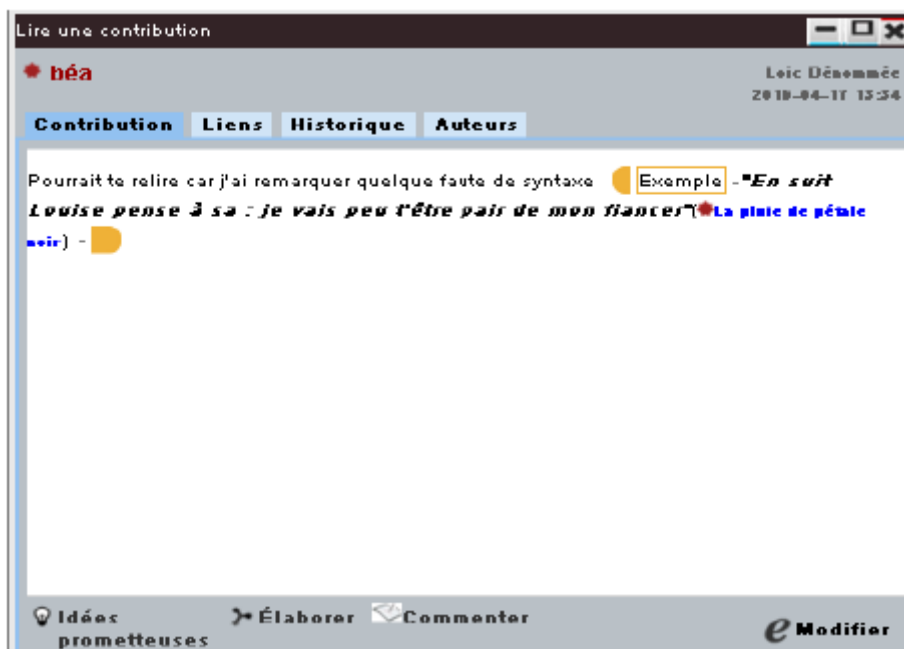 Lire une contribution
béa
Loic Dénommée
2010-04-17 13:34
Contribution Liens Historique Auteurs
Pourrait te relire car j'ai remarquer quelque faute de syntaxe Exemple -"En suit
Louise pense à sa : je vais peu t'être pair de mon fiancer"(La pluie de pétale
noir) -
Idées Élaborer Commenter
prometteuses
Modifier